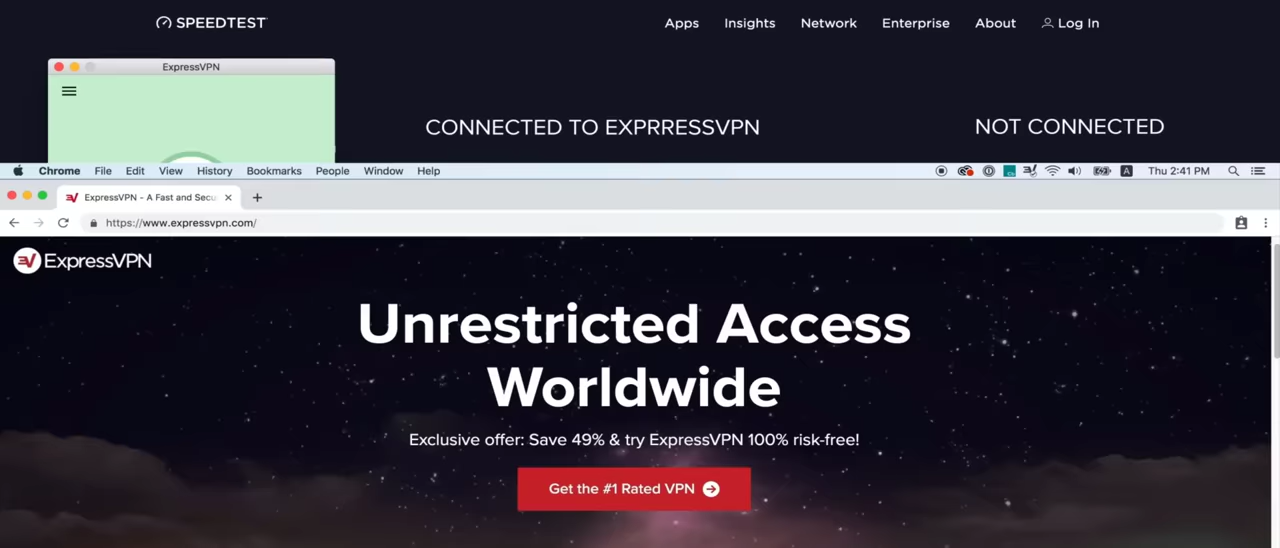 SPEEDTEST
Apps Insights Network Enterprise About Log In
ExpressVPN
CONNECTED TO EXPRRESSVPN
NOT CONNECTED
Chrome File Edit View History Bookmarks People Window Help
Thu 2:41 PM
ExpressVPN - A Fast and Secu
https://www.expressvpn.com/
ExpressVPN
Unrestricted Access
Worldwide
Exclusive offer: Save 49% & try ExpressVPN 100% risk-free!
Get the #1 Rated VPN